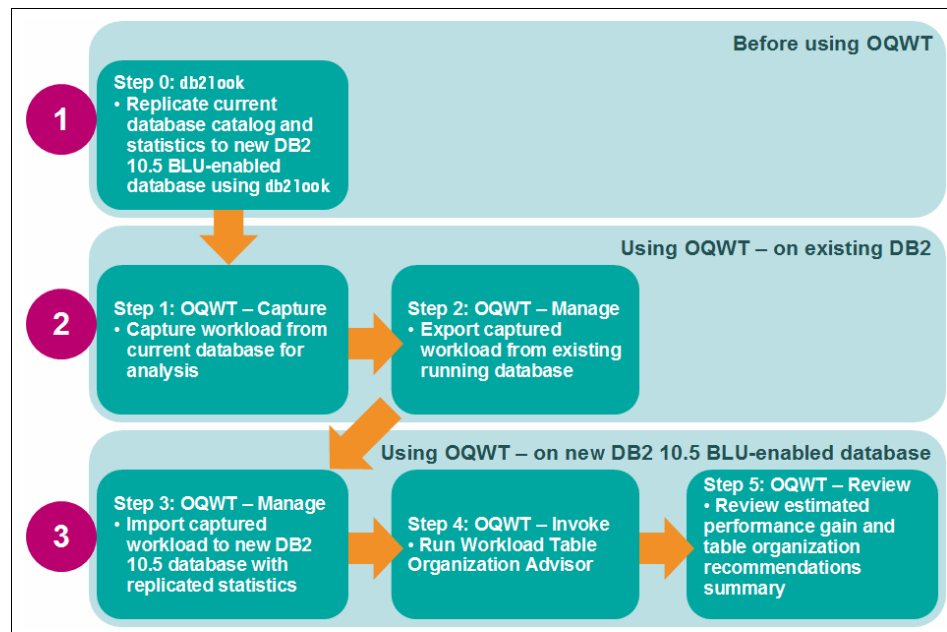 Before using OQWT
1
Step 0: db2look
• Replicate current
database catalog and
statistics to new DB2
10.5 BLU-enabled
database using db2look
Using OQWT – on existing DB2
2
Step 1: OQWT – Capture
• Capture workload from
current database for
analysis
Step 2: OQWT – Manage
• Export captured
workload from existing
running database
Using OQWT – on new DB2 10.5 BLU-enabled database
3
Step 3: OQWT – Manage
• Import captured
workload to new DB2
10.5 database with
replicated statistics
Step 4: OQWT – Invoke
• Run Workload Table
Organization Advisor
Step 5: OQWT – Review
• Review estimated
performance gain and
table organization
recommendations
summary